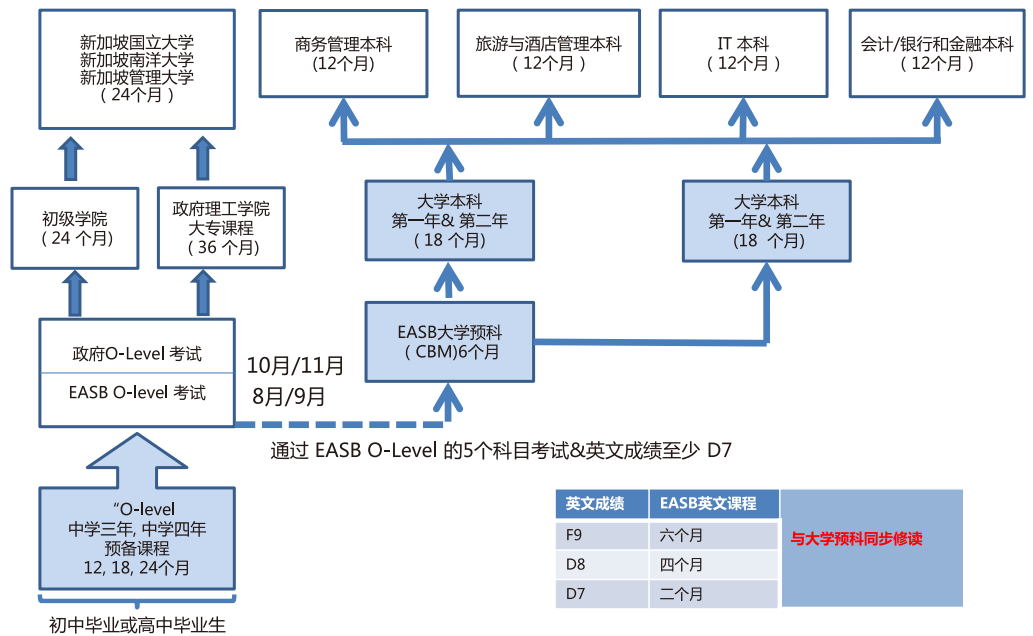 新加坡国立大学
新加坡南洋大学
新加坡管理大学
( 24个月 )
商务管理本科
(12个月)
旅游与酒店管理本科
( 12个月 )
IT 本科
( 12个月 )
会计/银行和金融本科
( 12个月 )
初级学院
( 24 个月)
政府理工学院
大专课程
( 36 个月 )
大学本科
第一年& 第二年
( 18 个月)
大学本科
第一年& 第二年
(18 个月)
政府O-Level 考试
EASB O-level 考试
10月/11月
8月/9月
EASB大学预科
( CBM)6个月
通过 EASB O-Level 的5个科目考试&英文成绩至少 D7
“O-level
中学三年, 中学四年
预备课程
12, 18, 24个月
初中毕业或高中毕业生
英文成绩 EASB英文课程
F9 六个月
D8 四个月
D7 二个月
与大学预科同步修读